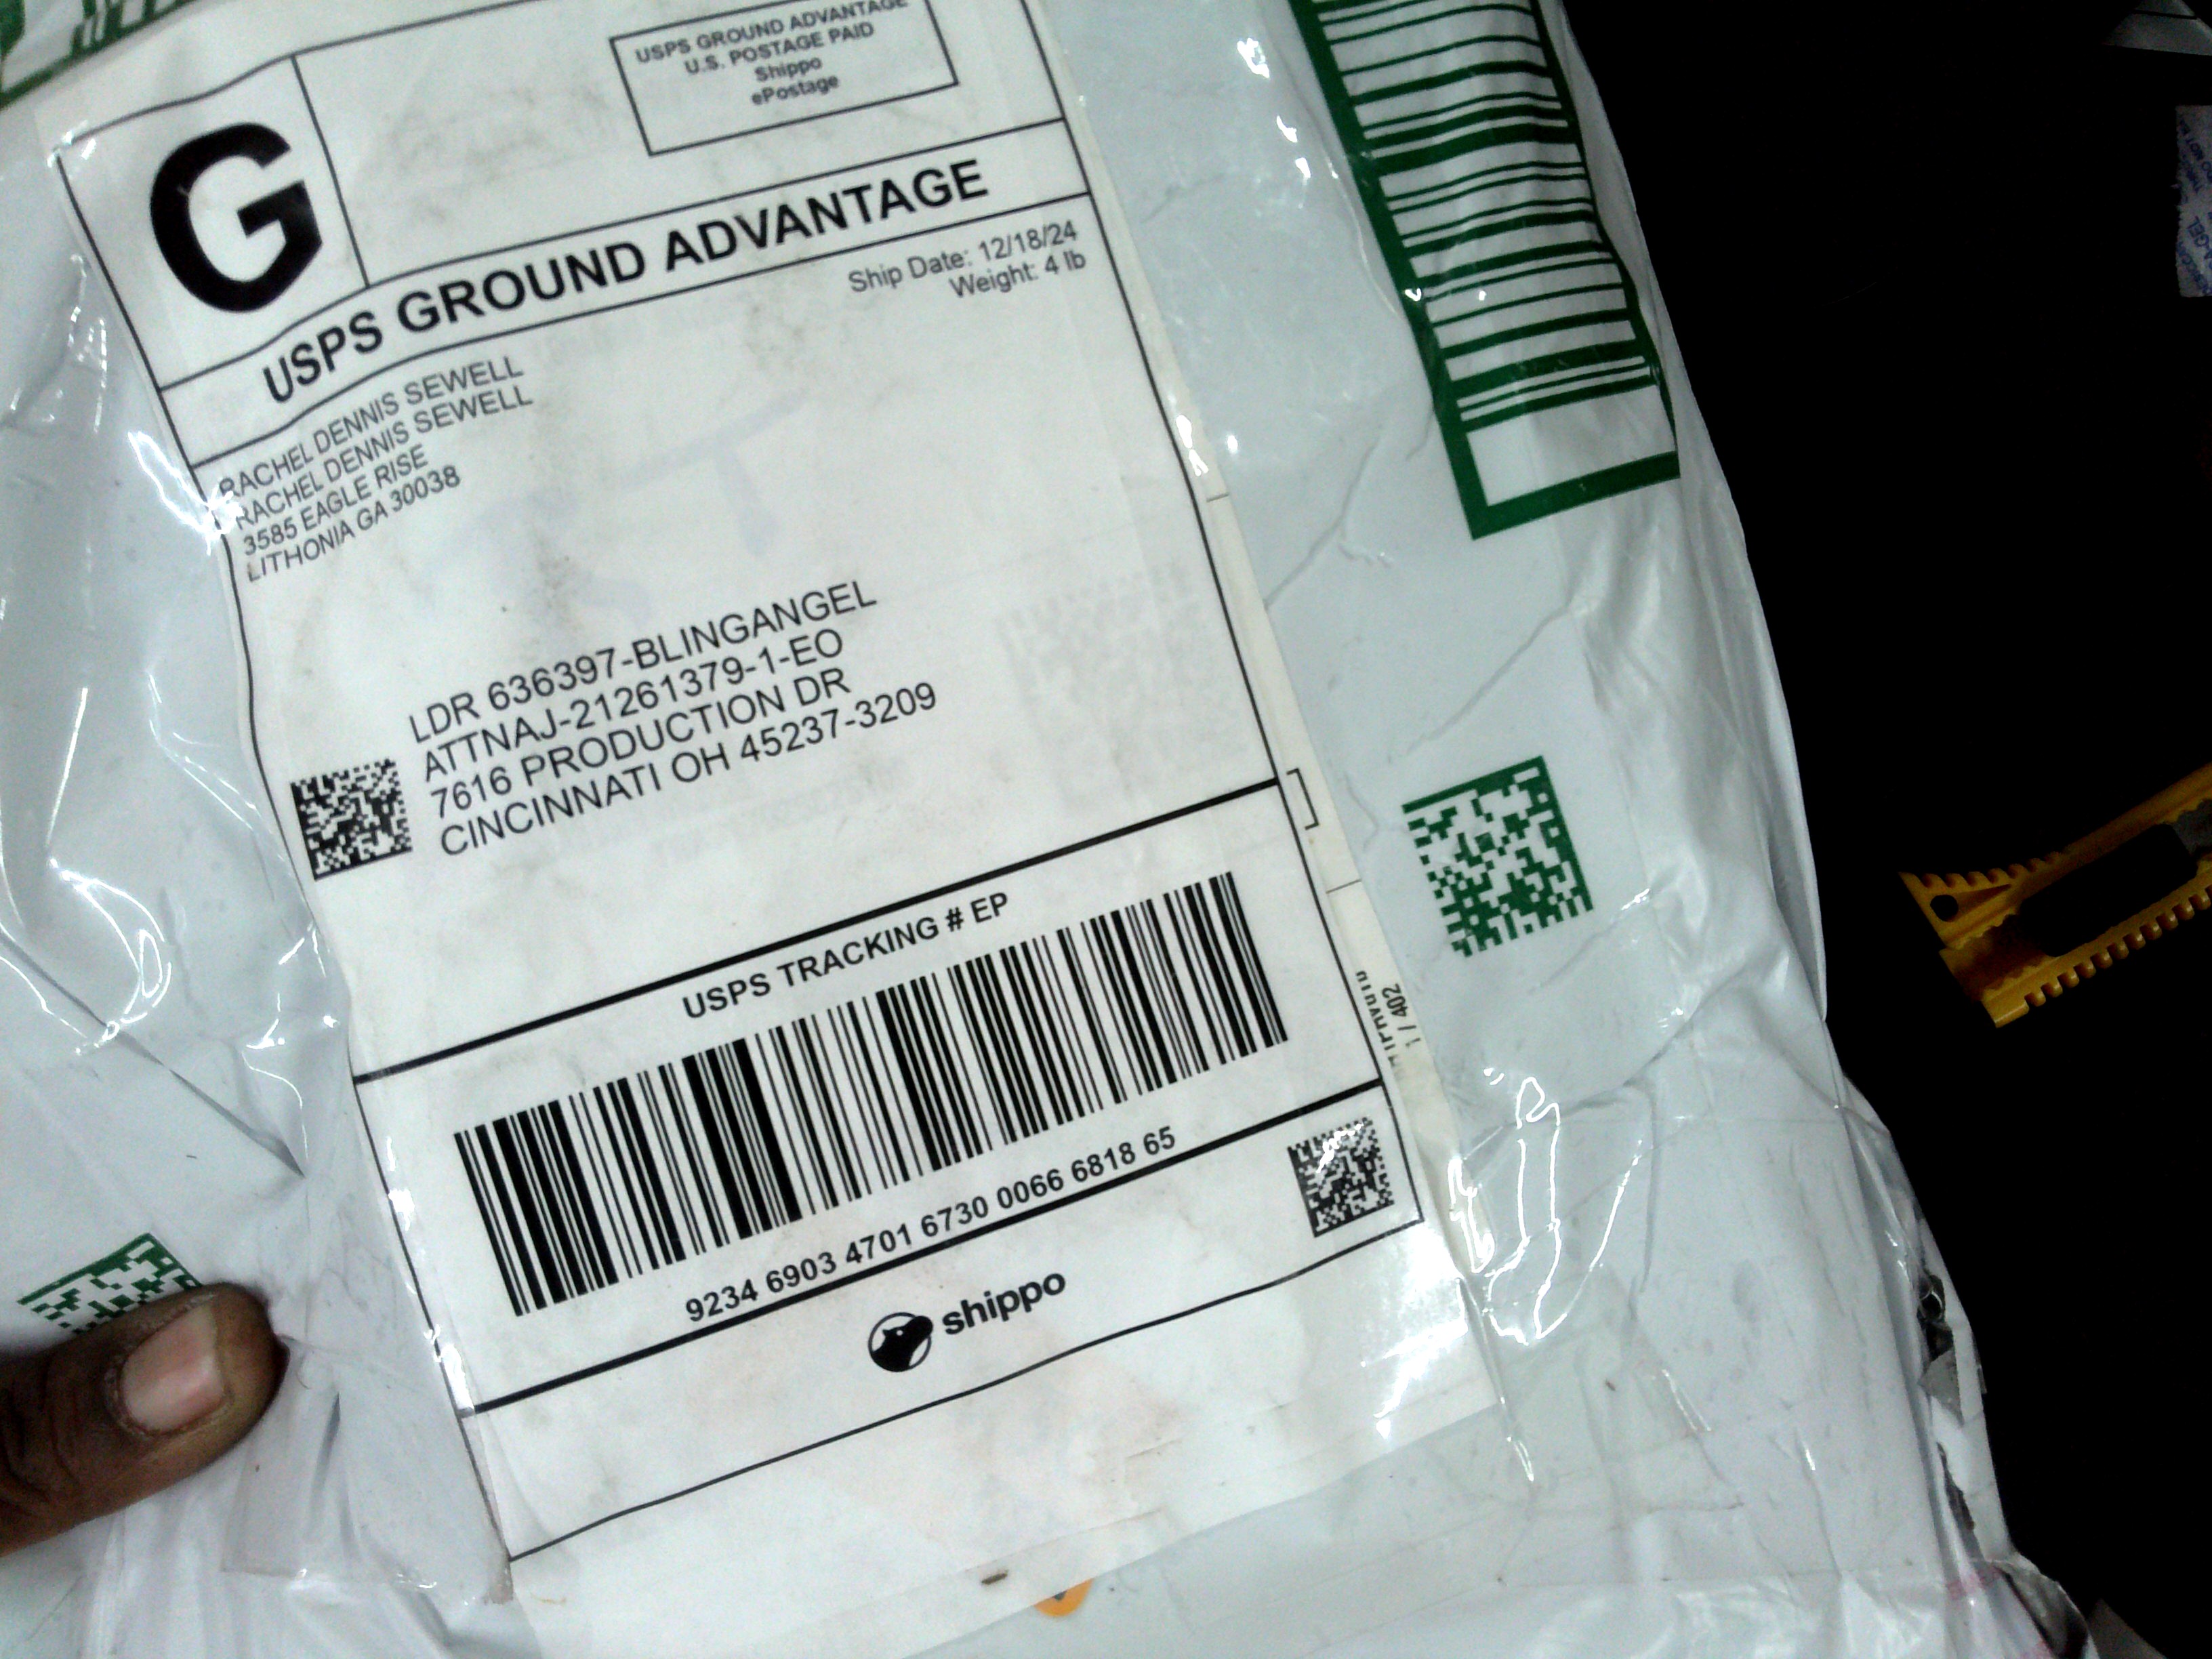 USPS GROUND ADVANTAGE
U.S. POSTAGE PAID
Shippo
ePostage
G
USPS GROUND ADVANTAGE
Ship Date: 12/18/24
Weight: 4 lb
RACHEL DENNIS SEWELL
RACHEL DENNIS SEWELL
3585 EAGLE RISE
LITHONIA GA 30038
LDR 636397-BLINGANGEL
ATTNAJ-21261379-1-EO
7616 PRODUCTION DR
CINCINNATI OH 45237-3209
USPS TRACKING # EP
9234 6903 4701 6730 0066 6818 65
shippo
1 / 402